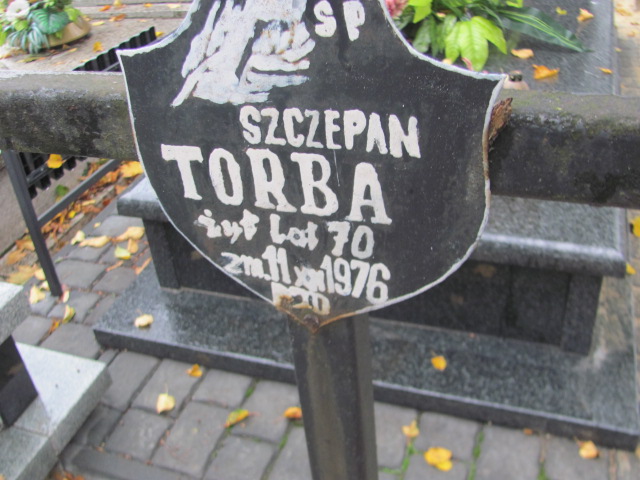 SP
SZCZEPAN
TORBA
żył Lat 70
zm. 11 XII 1976